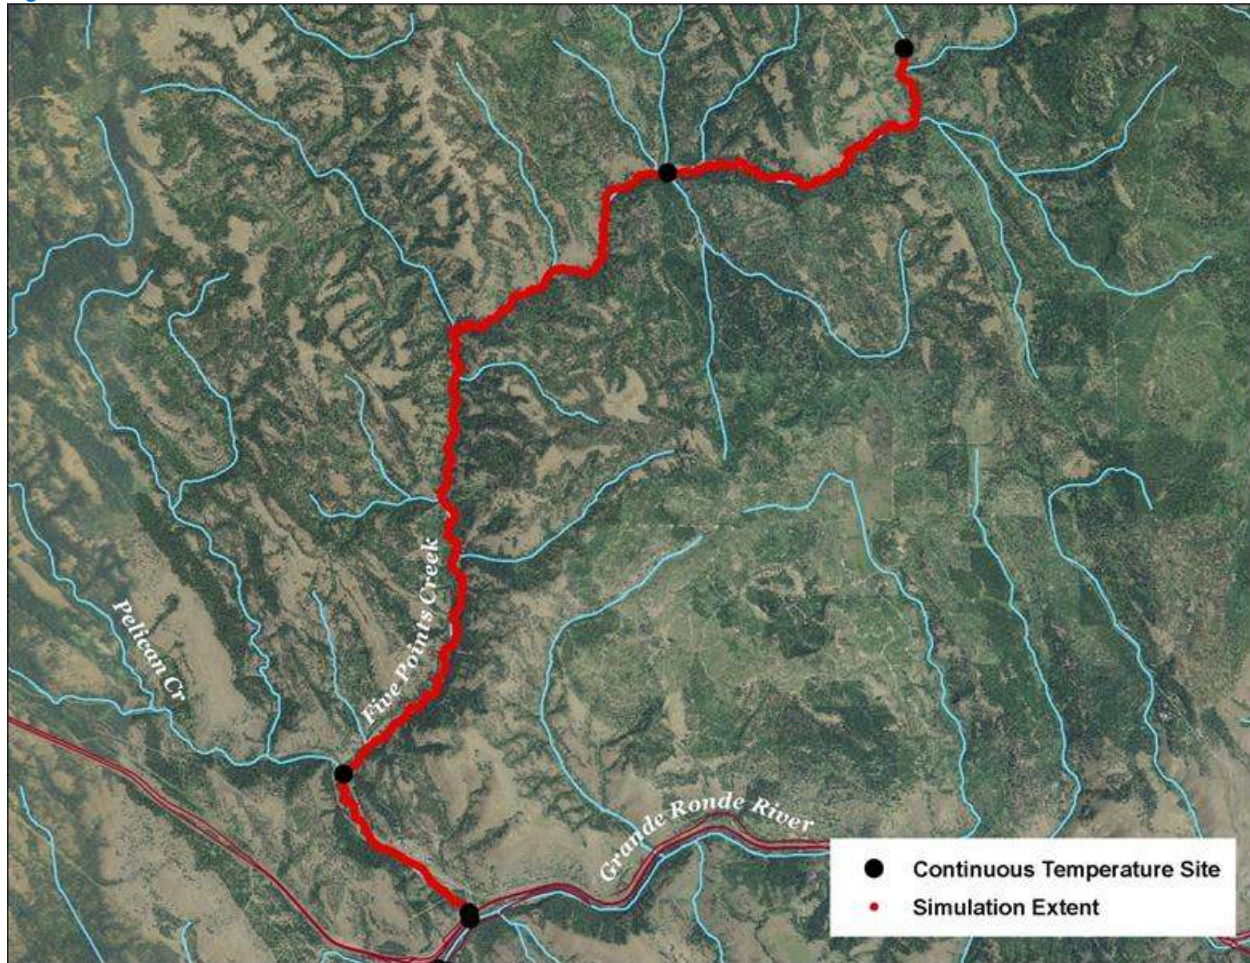 Five Points Creek
Pelican Cr
Grande Ronde River
Continuous Temperature Site
Simulation Extent